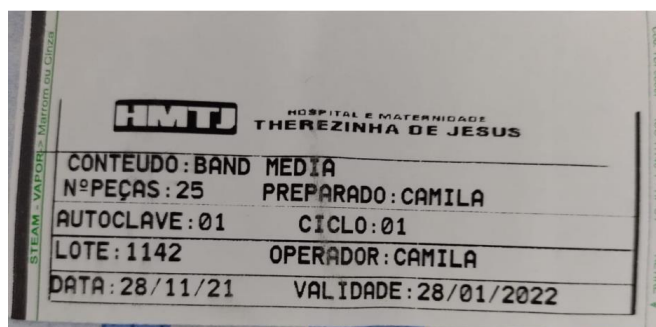 STEAM - VAPOR > Marrom ou Cinza
HMTJ
HOSPITAL E MATERNIDADE
THEREZINHA DE JESUS
CONTEUDO:BAND MEDIA
NºPEÇAS:25 PREPARADO:CAMILA
AUTOCLAVE:01 CICLO:01
LOTE:1142 OPERADOR:CAMILA
DATA:28/11/21 VALIDADE:28/01/2022